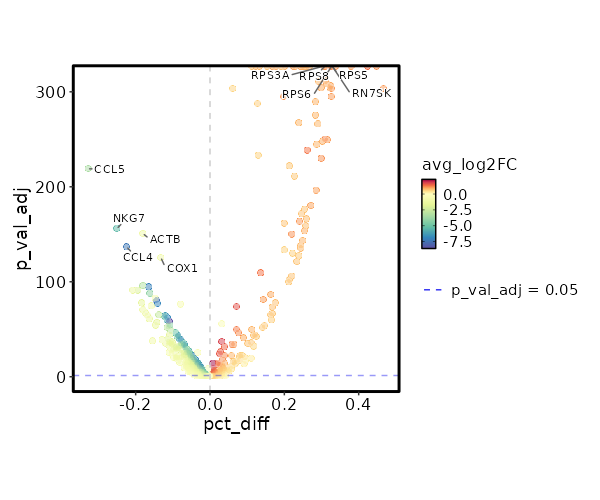 RPS3A RPS8 RPS5
RPS6 RN7SK
CCL5
NKG7
ACTB
CCL4
COX1
300
200
100
0
-0.2 0.0 0.2 0.4
pct_diff
p_val_adj
avg_log2FC
0.0
-2.5
-5.0
-7.5
p_val_adj = 0.05